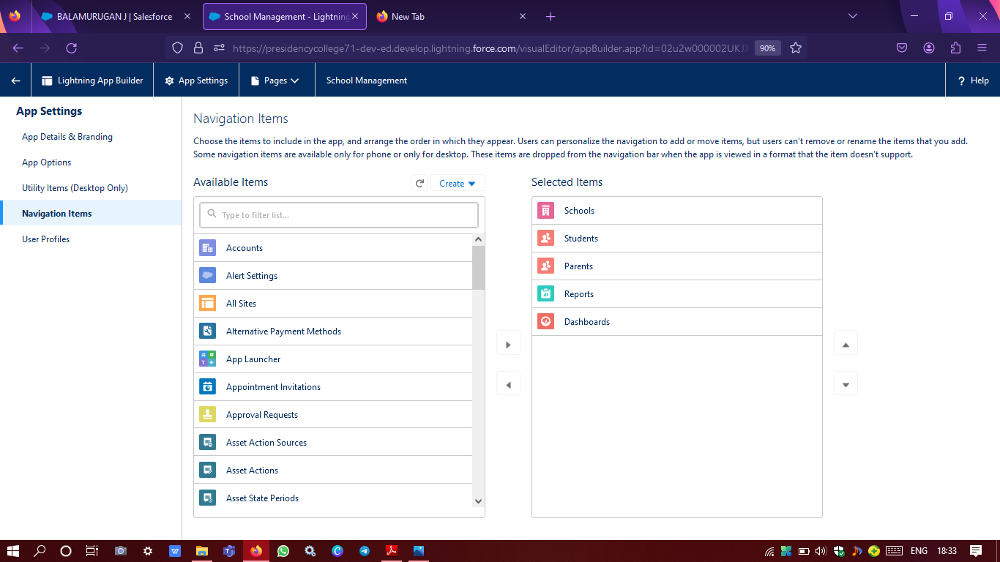 BALAMURUGAN J | Salesforce
School Management - Lightning
New Tab
https://presidencycollege71-dev-ed.develop.lightning.force.com/visualEditor/appBuilder.app?id=02u2w000002UKJX
90%
Lightning App Builder
App Settings
Pages
School Management
? Help
App Settings
App Details & Branding
App Options
Utility Items (Desktop Only)
Navigation Items
User Profiles
Navigation Items
Choose the items to include in the app, and arrange the order in which they appear. Users can personalize the navigation to add or move items, but users can't remove or rename the items that you add.
Some navigation items are available only for phone or only for desktop. These items are dropped from the navigation bar when the app is viewed in a format that the item doesn't support.
Available Items
Create
Type to filter list...
Accounts
Alert Settings
All Sites
Alternative Payment Methods
App Launcher
Appointment Invitations
Approval Requests
Asset Action Sources
Asset Actions
Asset State Periods
Selected Items
Schools
Students
Parents
Reports
Dashboards
ENG
18:33